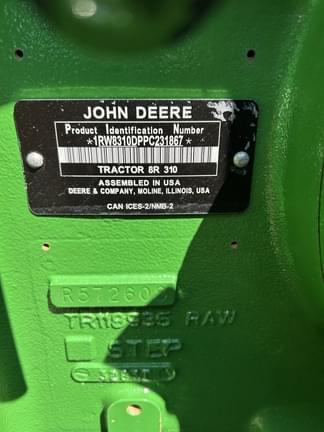 JOHN DEERE
Product Identification Number
*1RW8310DPPC231867*
TRACTOR 8R 310
ASSEMBLED IN USA
DEERE & COMPANY, MOLINE, ILLINOIS, USA
CAN ICES-2/NMB-2
TR119935 RAW
STEP